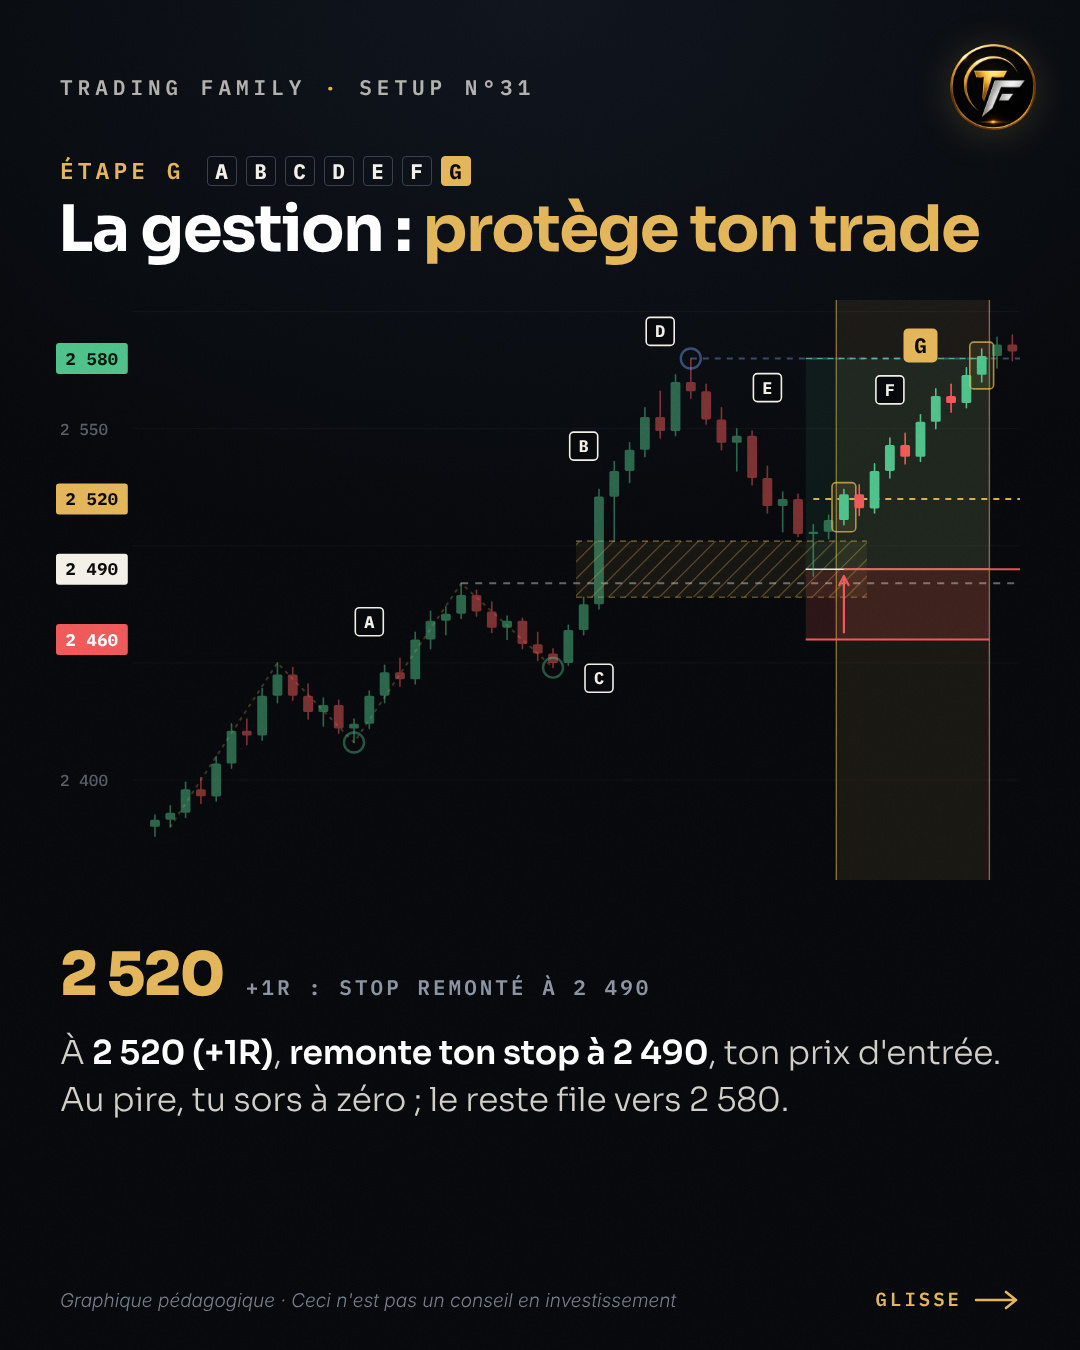 TRADING FAMILY · SETUP N°31
TF
ÉTAPE G A B C D E F G
La gestion : protège ton trade
D
2 580
G
E
F
2 550
B
2 520
2 490
A
2 460
C
2 400
2 520 +1R : STOP REMONTÉ À 2 490
À 2 520 (+1R), remonte ton stop à 2 490, ton prix d'entrée.
Au pire, tu sors à zéro ; le reste file vers 2 580.
Graphique pédagogique · Ceci n'est pas un conseil en investissement
GLISSE →